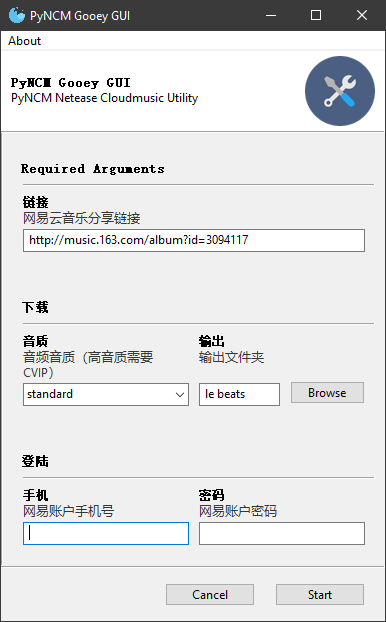 PyNCM Gooey GUI
About
PyNCM Gooey GUI
PyNCM Netease Cloudmusic Utility
Required Arguments
链接
网易云音乐分享链接
http://music.163.com/album?id=3094117
下载
音质
音频音质（高音质需要
CVIP）
standard
输出
输出文件夹
le beats
Browse
登陆
手机
网易账户手机号
密码
网易账户密码
Cancel
Start